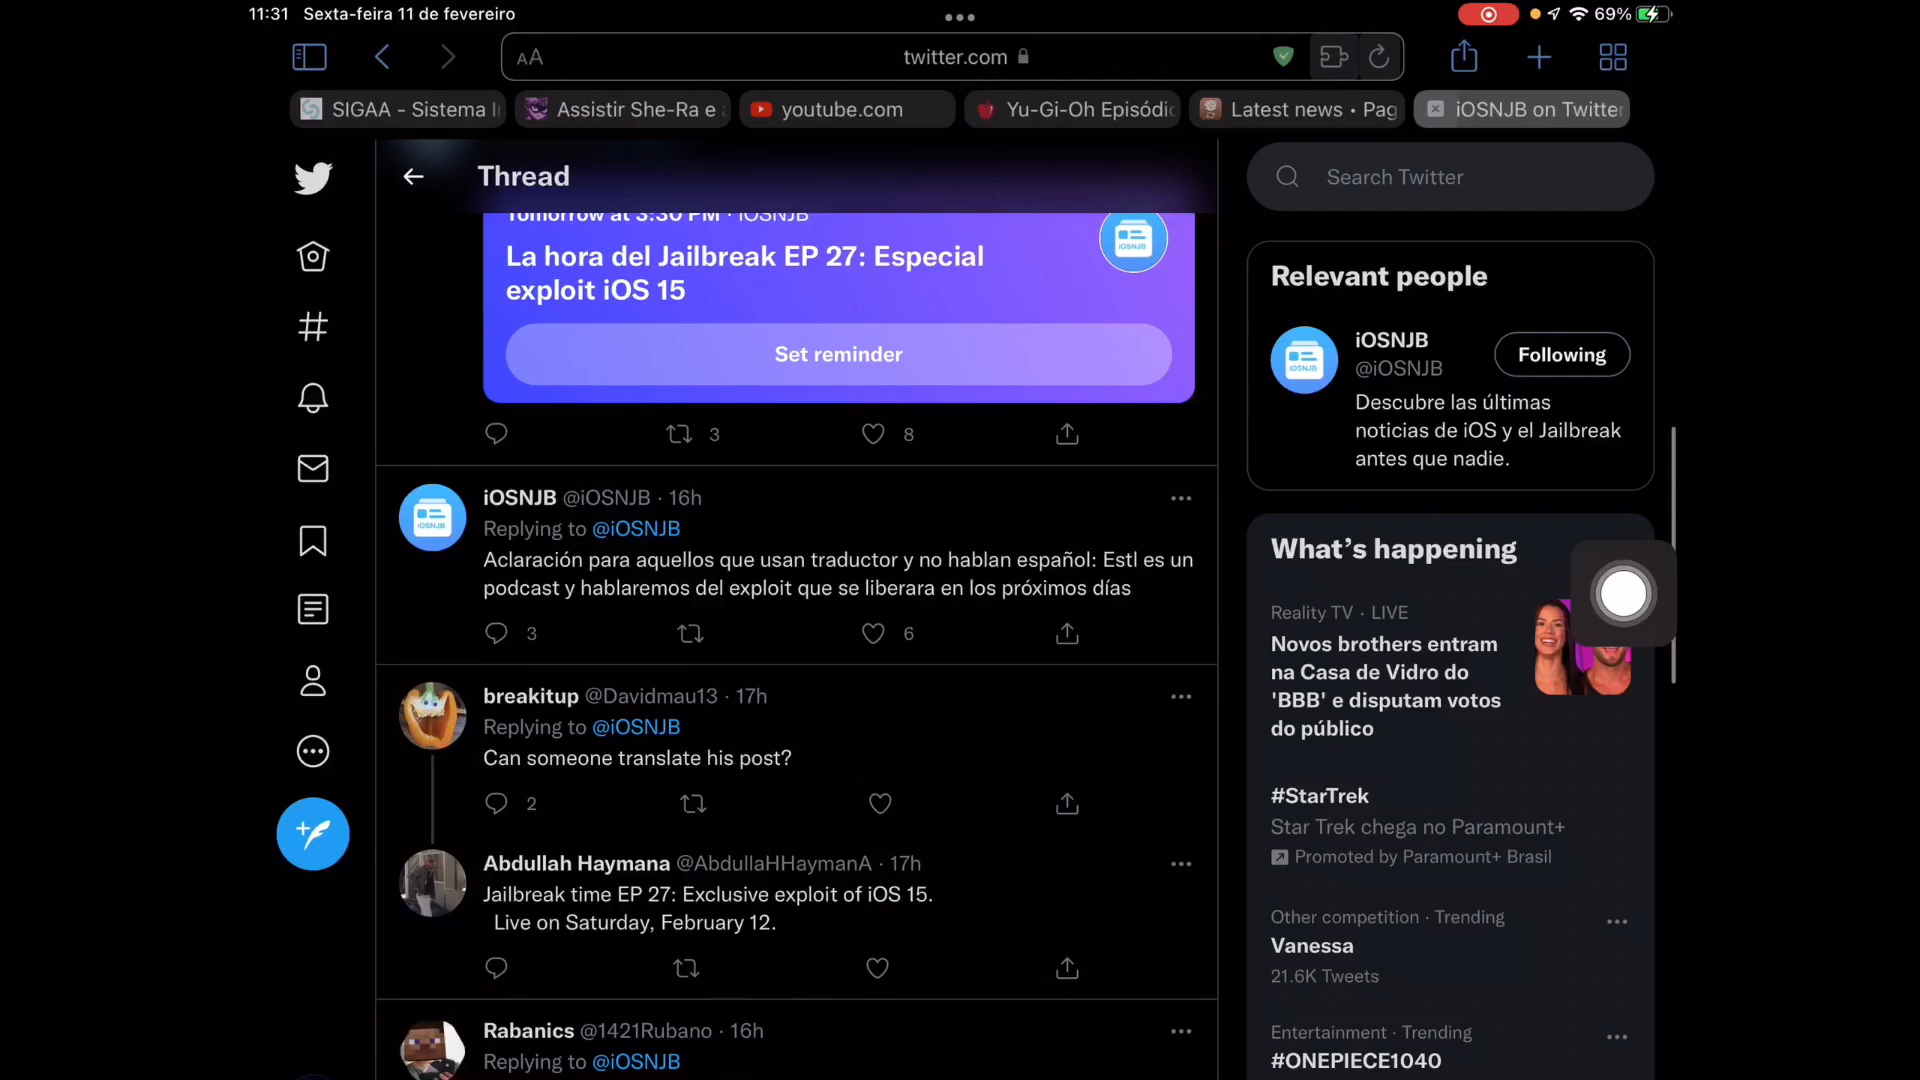 11:31 Sexta-feira 11 de fevereiro
69%
AA
twitter.com
SIGAA - Sistema I
Assistir She-Ra e a
youtube.com
Yu-Gi-Oh Episódic
Latest news • Pag
iOSNJB on Twitter
Thread
Tomorrow at 3:30 PM · iOSNJB
La hora del Jailbreak EP 27: Especial
exploit iOS 15
iOSNJB
Set reminder
3
8
iOSNJB @iOSNJB · 16h
Replying to @iOSNJB
Aclaración para aquellos que usan traductor y no hablan español: Estl es un
podcast y hablaremos del exploit que se liberara en los próximos días
iOSNJB
3
6
breakitup @Davidmau13 · 17h
Replying to @iOSNJB
Can someone translate his post?
2
Abdullah Haymana @AbdullaHHaymanA · 17h
Jailbreak time EP 27: Exclusive exploit of iOS 15.
Live on Saturday, February 12.
Rabanics @1421Rubano · 16h
Replying to @iOSNJB
Search Twitter
Relevant people
iOSNJB
@iOSNJB
Following
iOSNJB
Descubre las últimas
noticias de iOS y el Jailbreak
antes que nadie.
What's happening
Reality TV · LIVE
Novos brothers entram
na Casa de Vidro do
'BBB' e disputam votos
do público
#StarTrek
Star Trek chega no Paramount+
Promoted by Paramount+ Brasil
Other competition · Trending
Vanessa
21.6K Tweets
Entertainment · Trending
#ONEPIECE1040